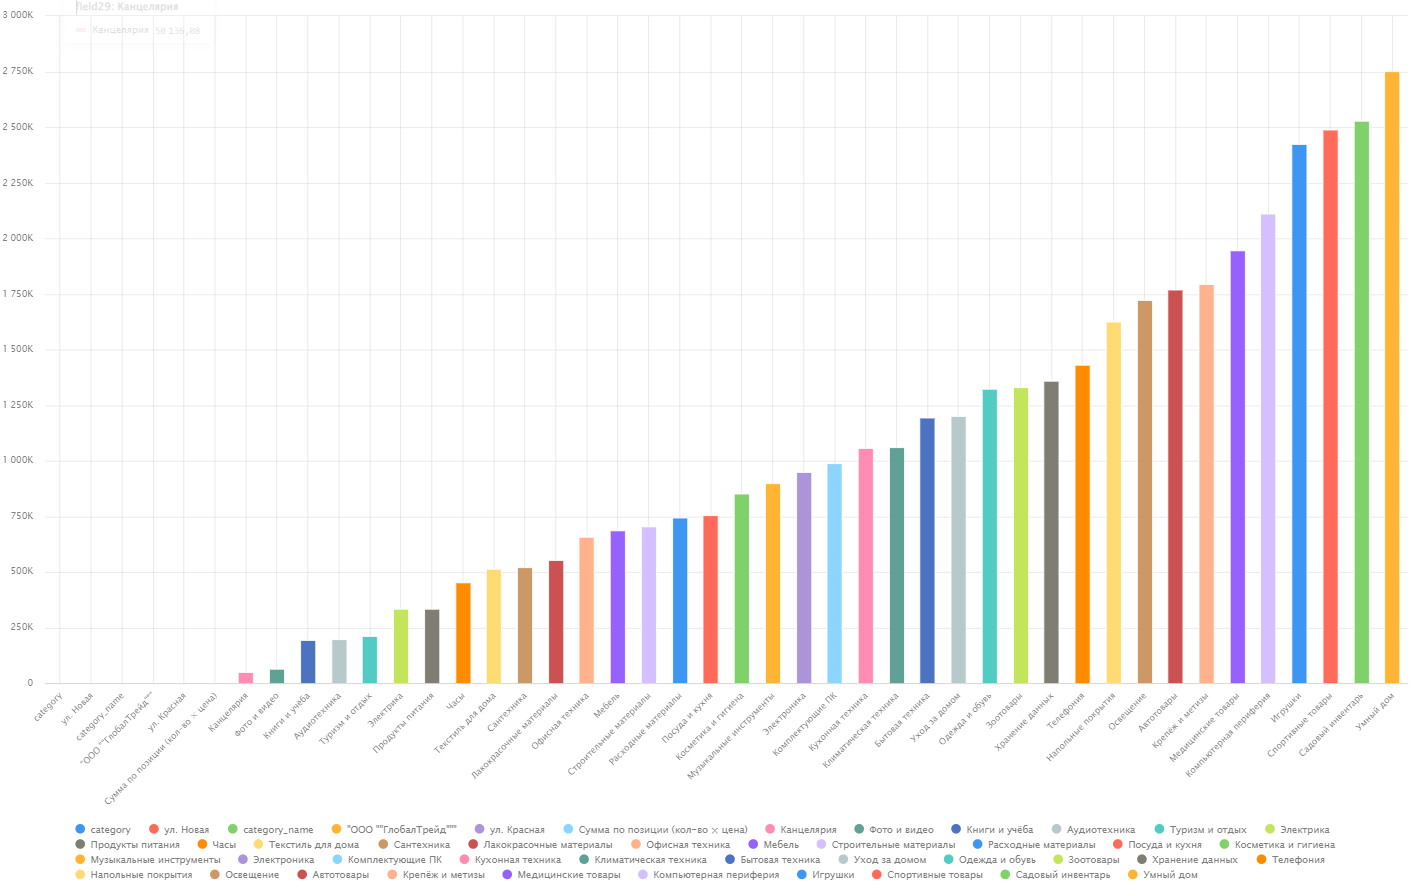 field29: Канцелярия
Канцелярия 50 136,08
3 000K
2 750K
2 500K
2 250K
2 000K
1 750K
1 500K
1 250K
1 000K
750K
500K
250K
0
category
ул. Новая
category_name
"ООО ""ГлобалТрейд"""
ул. Красная
Сумма по позиции (кол-во × цена)
Канцелярия
Фото и видео
Книги и учёба
Аудиотехника
Туризм и отдых
Электрика
Продукты питания
Часы
Текстиль для дома
Сантехника
Лакокрасочные материалы
Офисная техника
Мебель
Строительные материалы
Расходные материалы
Посуда и кухня
Косметика и гигиена
Музыкальные инструменты
Электроника
Комплектующие ПК
Кухонная техника
Климатическая техника
Бытовая техника
Уход за домом
Одежда и обувь
Зоотовары
Хранение данных
Телефония
Напольные покрытия
Освещение
Автотовары
Крепёж и метизы
Медицинские товары
Компьютерная периферия
Игрушки
Спортивные товары
Садовый инвентарь
Умный дом
category ул. Новая category_name "ООО ""ГлобалТрейд""" ул. Красная Сумма по позиции (кол-во × цена) Канцелярия Фото и видео Книги и учёба Аудиотехника Туризм и отдых Электрика
Продукты питания Часы Текстиль для дома Сантехника Лакокрасочные материалы Офисная техника Мебель Строительные материалы Расходные материалы Посуда и кухня Косметика и гигиена
Музыкальные инструменты Электроника Комплектующие ПК Кухонная техника Климатическая техника Бытовая техника Уход за домом Одежда и обувь Зоотовары Хранение данных Телефония
Напольные покрытия Освещение Автотовары Крепёж и метизы Медицинские товары Компьютерная периферия Игрушки Спортивные товары Садовый инвентарь Умный дом